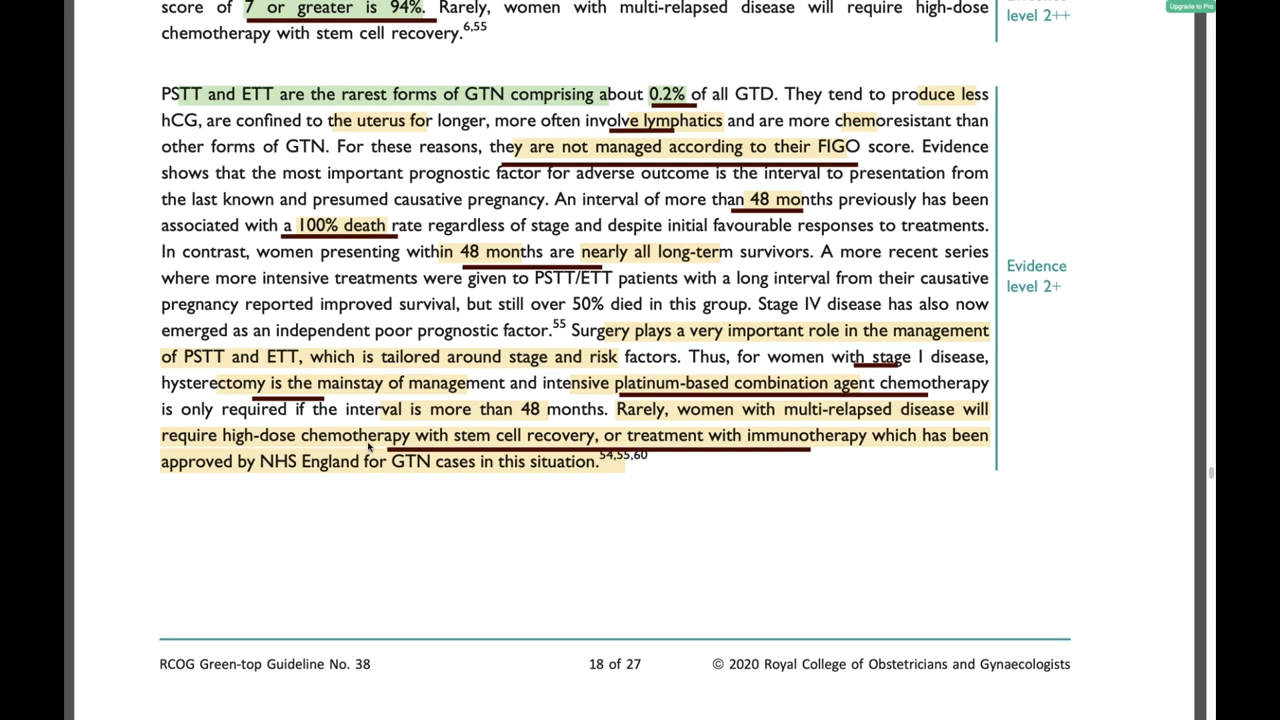 score of 7 or greater is 94%. Rarely, women with multi-relapsed disease will require high-dose
chemotherapy with stem cell recovery.6,55
level 2++
Upgrade to Pro
PSTT and ETT are the rarest forms of GTN comprising about 0.2% of all GTD. They tend to produce less
hCG, are confined to the uterus for longer, more often involve lymphatics and are more chemoresistant than
other forms of GTN. For these reasons, they are not managed according to their FIGO score. Evidence
shows that the most important prognostic factor for adverse outcome is the interval to presentation from
the last known and presumed causative pregnancy. An interval of more than 48 months previously has been
associated with a 100% death rate regardless of stage and despite initial favourable responses to treatments.
In contrast, women presenting within 48 months are nearly all long-term survivors. A more recent series
where more intensive treatments were given to PSTT/ETT patients with a long interval from their causative
pregnancy reported improved survival, but still over 50% died in this group. Stage IV disease has also now
emerged as an independent poor prognostic factor.55 Surgery plays a very important role in the management
of PSTT and ETT, which is tailored around stage and risk factors. Thus, for women with stage I disease,
hysterectomy is the mainstay of management and intensive platinum-based combination agent chemotherapy
is only required if the interval is more than 48 months. Rarely, women with multi-relapsed disease will
require high-dose chemotherapy with stem cell recovery, or treatment with immunotherapy which has been
approved by NHS England for GTN cases in this situation.54,55,60
Evidence
level 2+
RCOG Green-top Guideline No. 38
18 of 27
© 2020 Royal College of Obstetricians and Gynaecologists